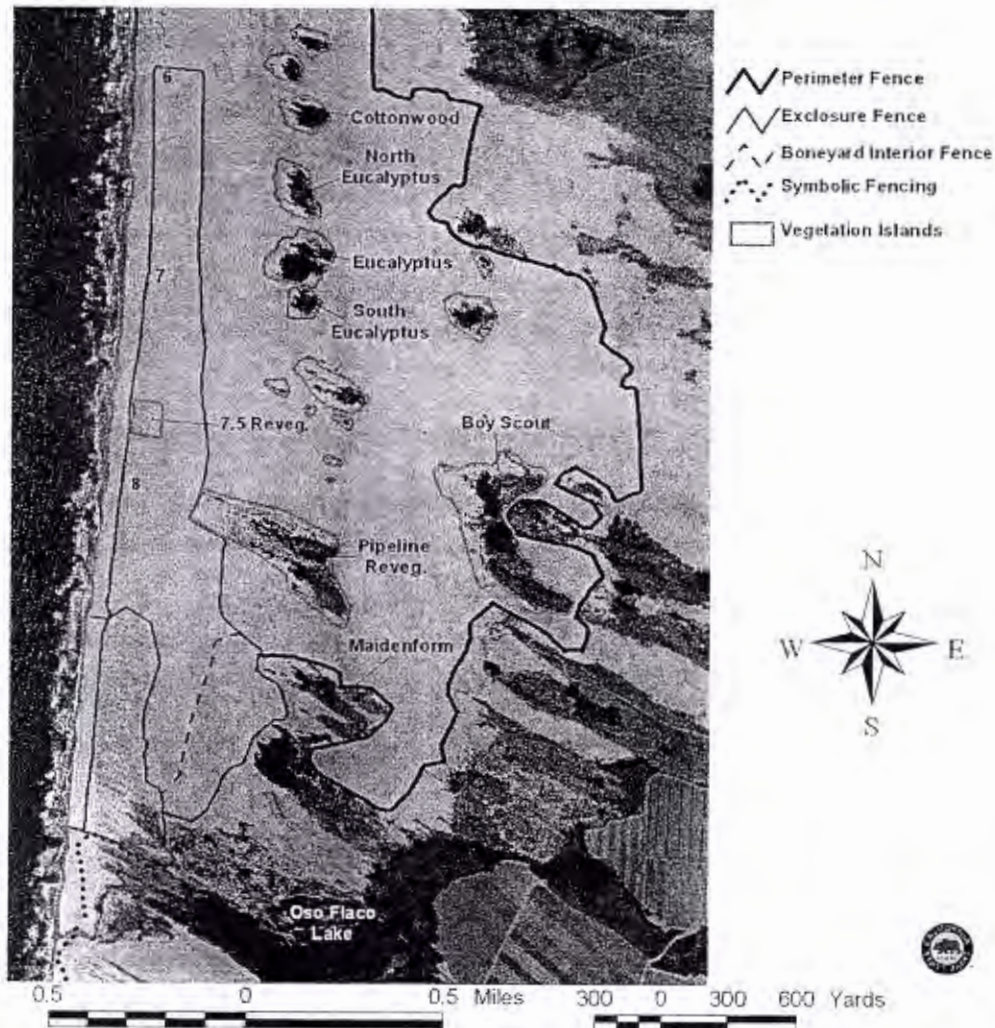 6
Cottonwood
North
Eucalyptus
Eucalyptus
7
South
Eucalyptus
7.5 Reveg.
Boy Scout
8
Pipeline
Reveg.
Maidenform
Oso Flaco
Lake
Perimeter Fence
Exclosure Fence
Boneyard Interior Fence
Symbolic Fencing
Vegetation Islands
N
W E
S
0.5 0 0.5 Miles 300 0 300 600 Yards